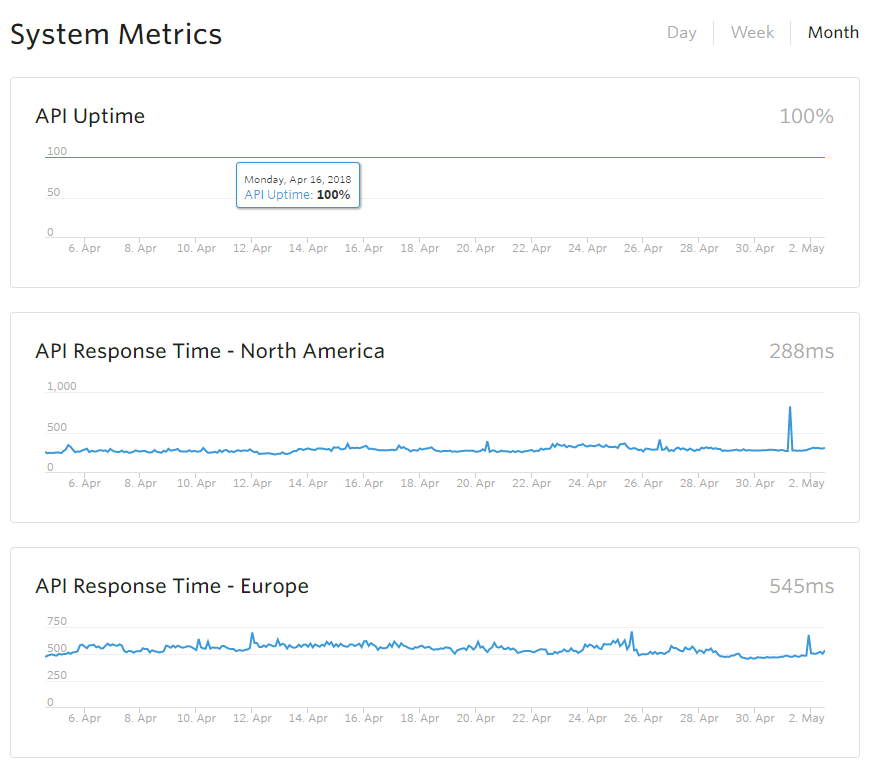 System Metrics
Day Week Month
API Uptime 100%
100
Monday, Apr 16, 2018
API Uptime: 100%
50
0
6. Apr 8. Apr 10. Apr 12. Apr 14. Apr 16. Apr 18. Apr 20. Apr 22. Apr 24. Apr 26. Apr 28. Apr 30. Apr 2. May
API Response Time - North America 288ms
1,000
500
0
6. Apr 8. Apr 10. Apr 12. Apr 14. Apr 16. Apr 18. Apr 20. Apr 22. Apr 24. Apr 26. Apr 28. Apr 30. Apr 2. May
API Response Time - Europe 545ms
750
500
250
0
6. Apr 8. Apr 10. Apr 12. Apr 14. Apr 16. Apr 18. Apr 20. Apr 22. Apr 24. Apr 26. Apr 28. Apr 30. Apr 2. May